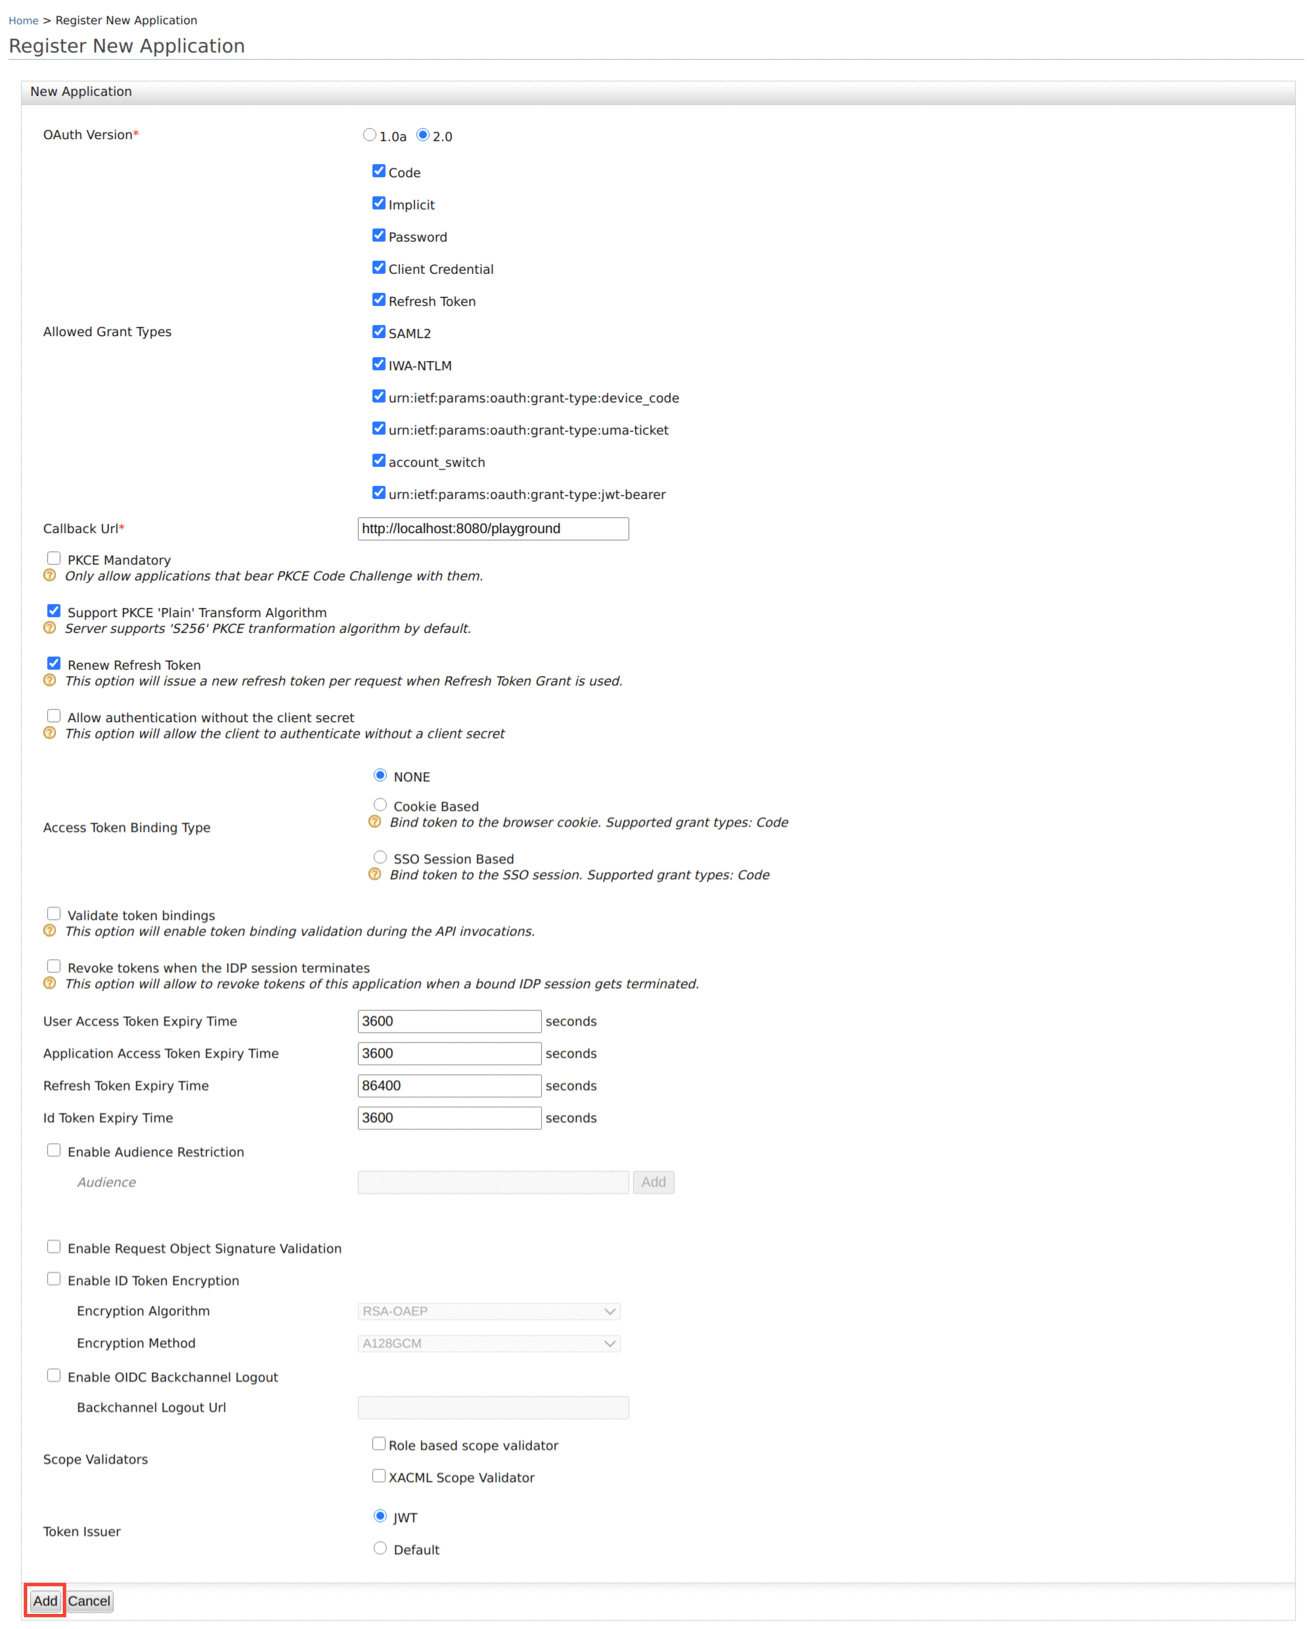 Home > Register New Application
Register New Application
New Application
OAuth Version*
1.0a 2.0
Allowed Grant Types
Code
Implicit
Password
Client Credential
Refresh Token
SAML2
IWA-NTLM
urn:ietf:params:oauth:grant-type:device_code
urn:ietf:params:oauth:grant-type:uma-ticket
account_switch
urn:ietf:params:oauth:grant-type:jwt-bearer
Callback Url* http://localhost:8080/playground
PKCE Mandatory
Only allow applications that bear PKCE Code Challenge with them.
Support PKCE 'Plain' Transform Algorithm
Server supports 'S256' PKCE tranformation algorithm by default.
Renew Refresh Token
This option will issue a new refresh token per request when Refresh Token Grant is used.
Allow authentication without the client secret
This option will allow the client to authenticate without a client secret
Access Token Binding Type
NONE
Cookie Based
Bind token to the browser cookie. Supported grant types: Code
SSO Session Based
Bind token to the SSO session. Supported grant types: Code
Validate token bindings
This option will enable token binding validation during the API invocations.
Revoke tokens when the IDP session terminates
This option will allow to revoke tokens of this application when a bound IDP session gets terminated.
User Access Token Expiry Time 3600 seconds
Application Access Token Expiry Time 3600 seconds
Refresh Token Expiry Time 86400 seconds
Id Token Expiry Time 3600 seconds
Enable Audience Restriction
Audience Add
Enable Request Object Signature Validation
Enable ID Token Encryption
Encryption Algorithm RSA-OAEP
Encryption Method A128GCM
Enable OIDC Backchannel Logout
Backchannel Logout Url
Scope Validators
Role based scope validator
XACML Scope Validator
Token Issuer
JWT
Default
Add Cancel